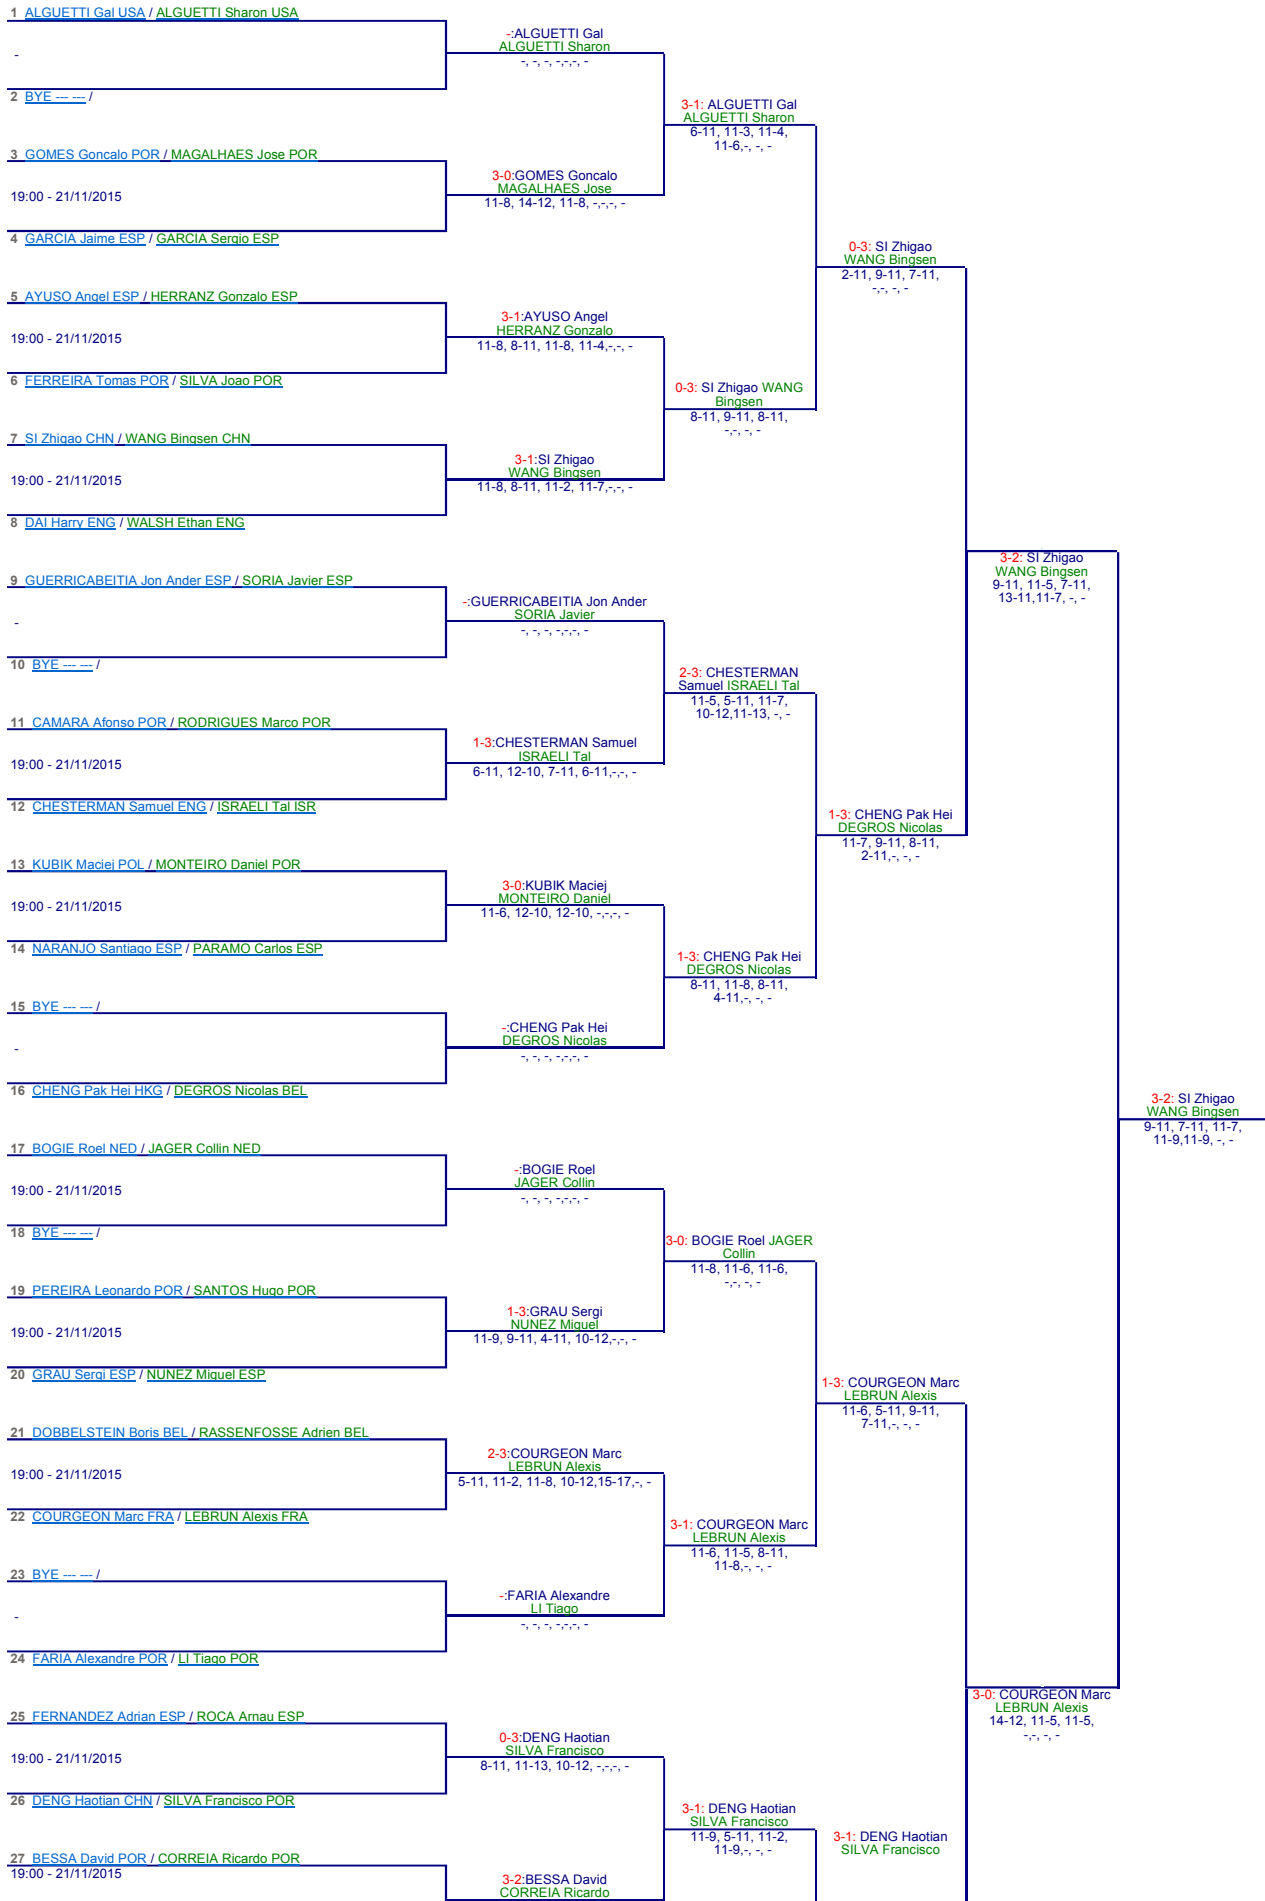 1 ALGUETTI Gal USA / ALGUETTI Sharon USA
-:ALGUETTI Gal
ALGUETTI Sharon
-, -, -, -,-,-, -
-
2 BYE --- --- /
3-1: ALGUETTI Gal
ALGUETTI Sharon
6-11, 11-3, 11-4,
11-6,-, -, -
3 GOMES Goncalo POR / MAGALHAES Jose POR
3-0:GOMES Goncalo
MAGALHAES Jose
11-8, 14-12, 11-8, -,-,-, -
19:00 - 21/11/2015
4 GARCIA Jaime ESP / GARCIA Sergio ESP
0-3: SI Zhigao
WANG Bingsen
2-11, 9-11, 7-11,
-,-, -, -
5 AYUSO Angel ESP / HERRANZ Gonzalo ESP
3-1:AYUSO Angel
HERRANZ Gonzalo
11-8, 8-11, 11-8, 11-4,-,-, -
19:00 - 21/11/2015
6 FERREIRA Tomas POR / SILVA Joao POR
0-3: SI Zhigao WANG
Bingsen
8-11, 9-11, 8-11,
-,-, -, -
7 SI Zhigao CHN / WANG Bingsen CHN
3-1:SI Zhigao
WANG Bingsen
11-8, 8-11, 11-2, 11-7,-,-, -
19:00 - 21/11/2015
8 DAI Harry ENG / WALSH Ethan ENG
3-2: SI Zhigao
WANG Bingsen
9-11, 11-5, 7-11,
13-11,11-7, -, -
9 GUERRICABEITIA Jon Ander ESP / SORIA Javier ESP
-:GUERRICABEITIA Jon Ander
SORIA Javier
-, -, -, -,-,-, -
-
10 BYE --- --- /
2-3: CHESTERMAN
Samuel ISRAELI Tal
11-5, 5-11, 11-7,
10-12,11-13, -, -
11 CAMARA Afonso POR / RODRIGUES Marco POR
1-3:CHESTERMAN Samuel
ISRAELI Tal
6-11, 12-10, 7-11, 6-11,-,-, -
19:00 - 21/11/2015
12 CHESTERMAN Samuel ENG / ISRAELI Tal ISR
1-3: CHENG Pak Hei
DEGROS Nicolas
11-7, 9-11, 8-11,
2-11,-, -, -
13 KUBIK Maciej POL / MONTEIRO Daniel POR
3-0:KUBIK Maciej
MONTEIRO Daniel
11-6, 12-10, 12-10, -,-,-, -
19:00 - 21/11/2015
14 NARANJO Santiago ESP / PARAMO Carlos ESP
1-3: CHENG Pak Hei
DEGROS Nicolas
8-11, 11-8, 8-11,
4-11,-, -, -
15 BYE --- --- /
-:CHENG Pak Hei
DEGROS Nicolas
-, -, -, -,-,-, -
-
16 CHENG Pak Hei HKG / DEGROS Nicolas BEL
3-2: SI Zhigao
WANG Bingsen
9-11, 7-11, 11-7,
11-9,11-9, -, -
17 BOGIE Roel NED / JAGER Collin NED
-:BOGIE Roel
JAGER Collin
-, -, -, -,-,-, -
19:00 - 21/11/2015
18 BYE --- --- /
3-0: BOGIE Roel JAGER
Collin
11-8, 11-6, 11-6,
-,-, -, -
19 PEREIRA Leonardo POR / SANTOS Hugo POR
1-3:GRAU Sergi
NUNEZ Miguel
11-9, 9-11, 4-11, 10-12,-,-, -
19:00 - 21/11/2015
20 GRAU Sergi ESP / NUNEZ Miguel ESP
1-3: COURGEON Marc
LEBRUN Alexis
11-6, 5-11, 9-11,
7-11,-, -, -
21 DOBBELSTEIN Boris BEL / RASSENFOSSE Adrien BEL
2-3:COURGEON Marc
LEBRUN Alexis
5-11, 11-2, 11-8, 10-12,15-17,-, -
19:00 - 21/11/2015
22 COURGEON Marc FRA / LEBRUN Alexis FRA
3-1: COURGEON Marc
LEBRUN Alexis
11-6, 11-5, 8-11,
11-8,-, -, -
23 BYE --- --- /
-:FARIA Alexandre
LI Tiago
-, -, -, -,-,-, -
-
24 FARIA Alexandre POR / LI Tiago POR
3-0: COURGEON Marc
LEBRUN Alexis
14-12, 11-5, 11-5,
-,-, -, -
25 FERNANDEZ Adrian ESP / ROCA Arnau ESP
0-3:DENG Haotian
SILVA Francisco
8-11, 11-13, 10-12, -,-,-, -
19:00 - 21/11/2015
26 DENG Haotian CHN / SILVA Francisco POR
3-1: DENG Haotian
SILVA Francisco
11-9, 5-11, 11-2,
11-9,-, -, -
3-1: DENG Haotian
SILVA Francisco
27 BESSA David POR / CORREIA Ricardo POR
19:00 - 21/11/2015
3-2:BESSA David
CORREIA Ricardo